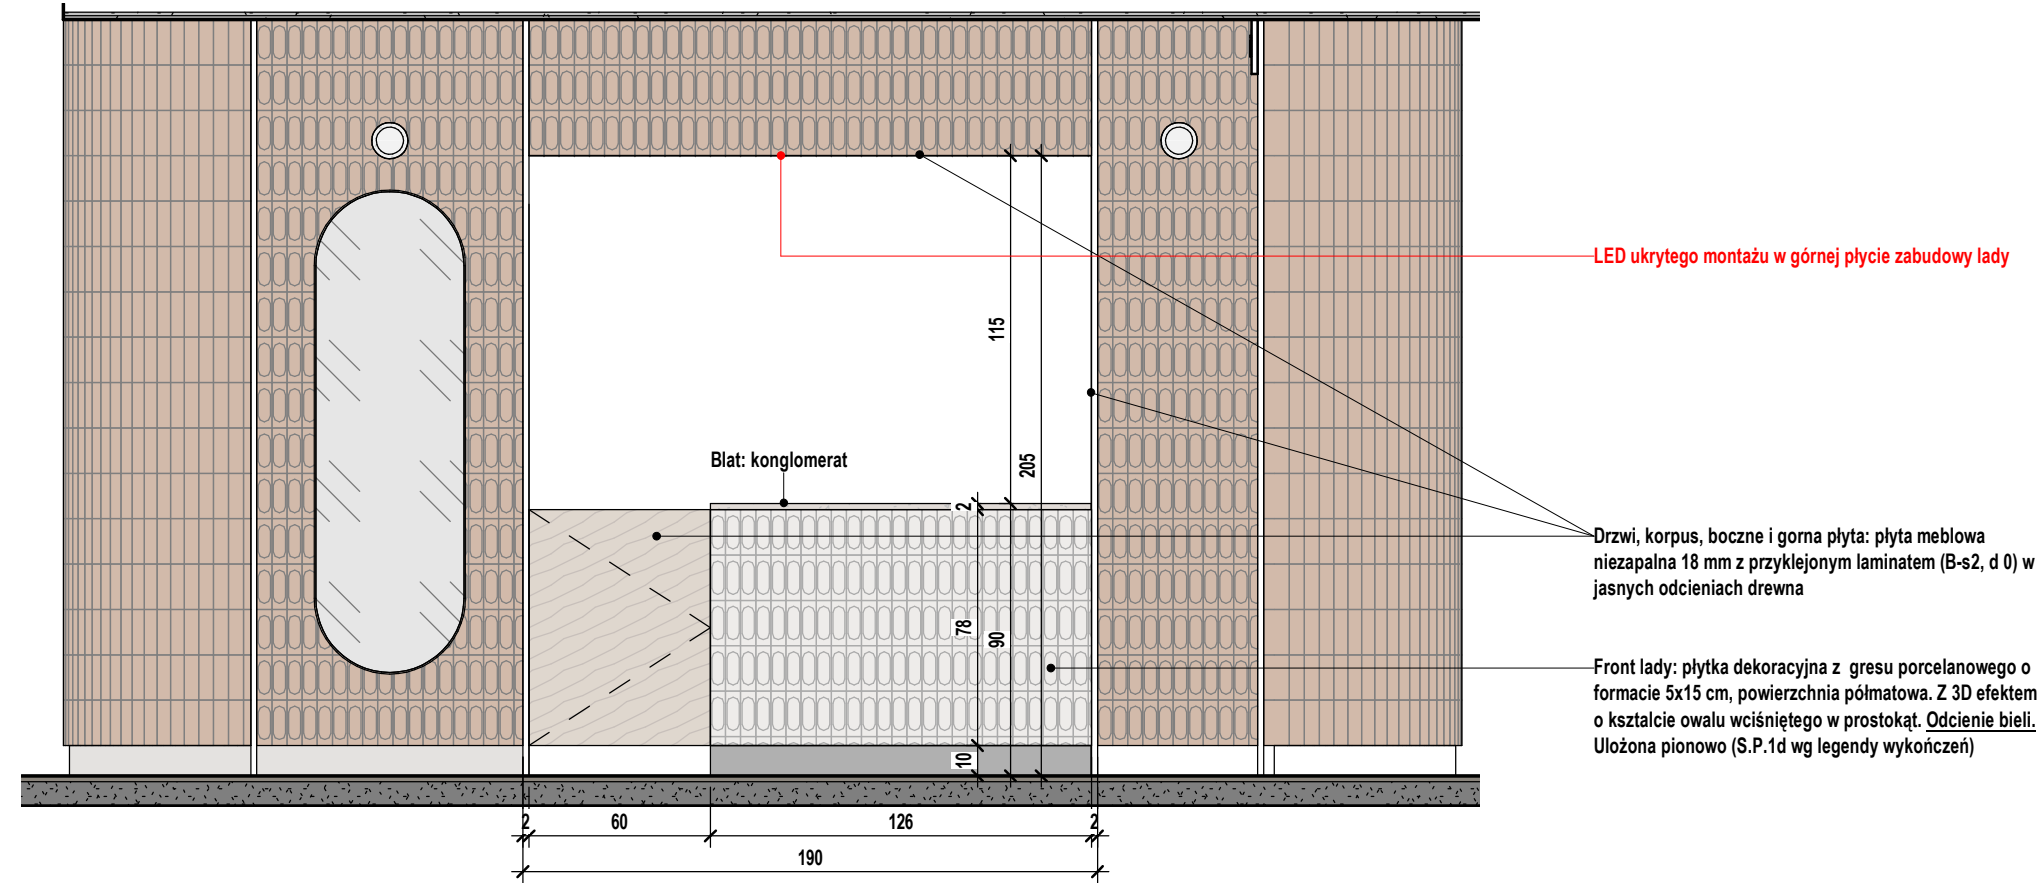 LED ukrytego montażu w górnej płycie zabudowy lady
115
Blat: konglomerat
205
2
Drzwi, korpus, boczne i gorna płyta: płyta meblowa
niezapalna 18 mm z przyklejonym laminatem (B-s2, d 0) w
jasnych odcieniach drewna
78
90
Front lady: płytka dekoracyjna z gresu porcelanowego o
formacie 5x15 cm, powierzchnia półmatowa. Z 3D efektem
o ksztalcie owalu wciśniętego w prostokąt. Odcienie bieli.
Ulożona pionowo (S.P.1d wg legendy wykończeń)
10
2 60 126 2
190